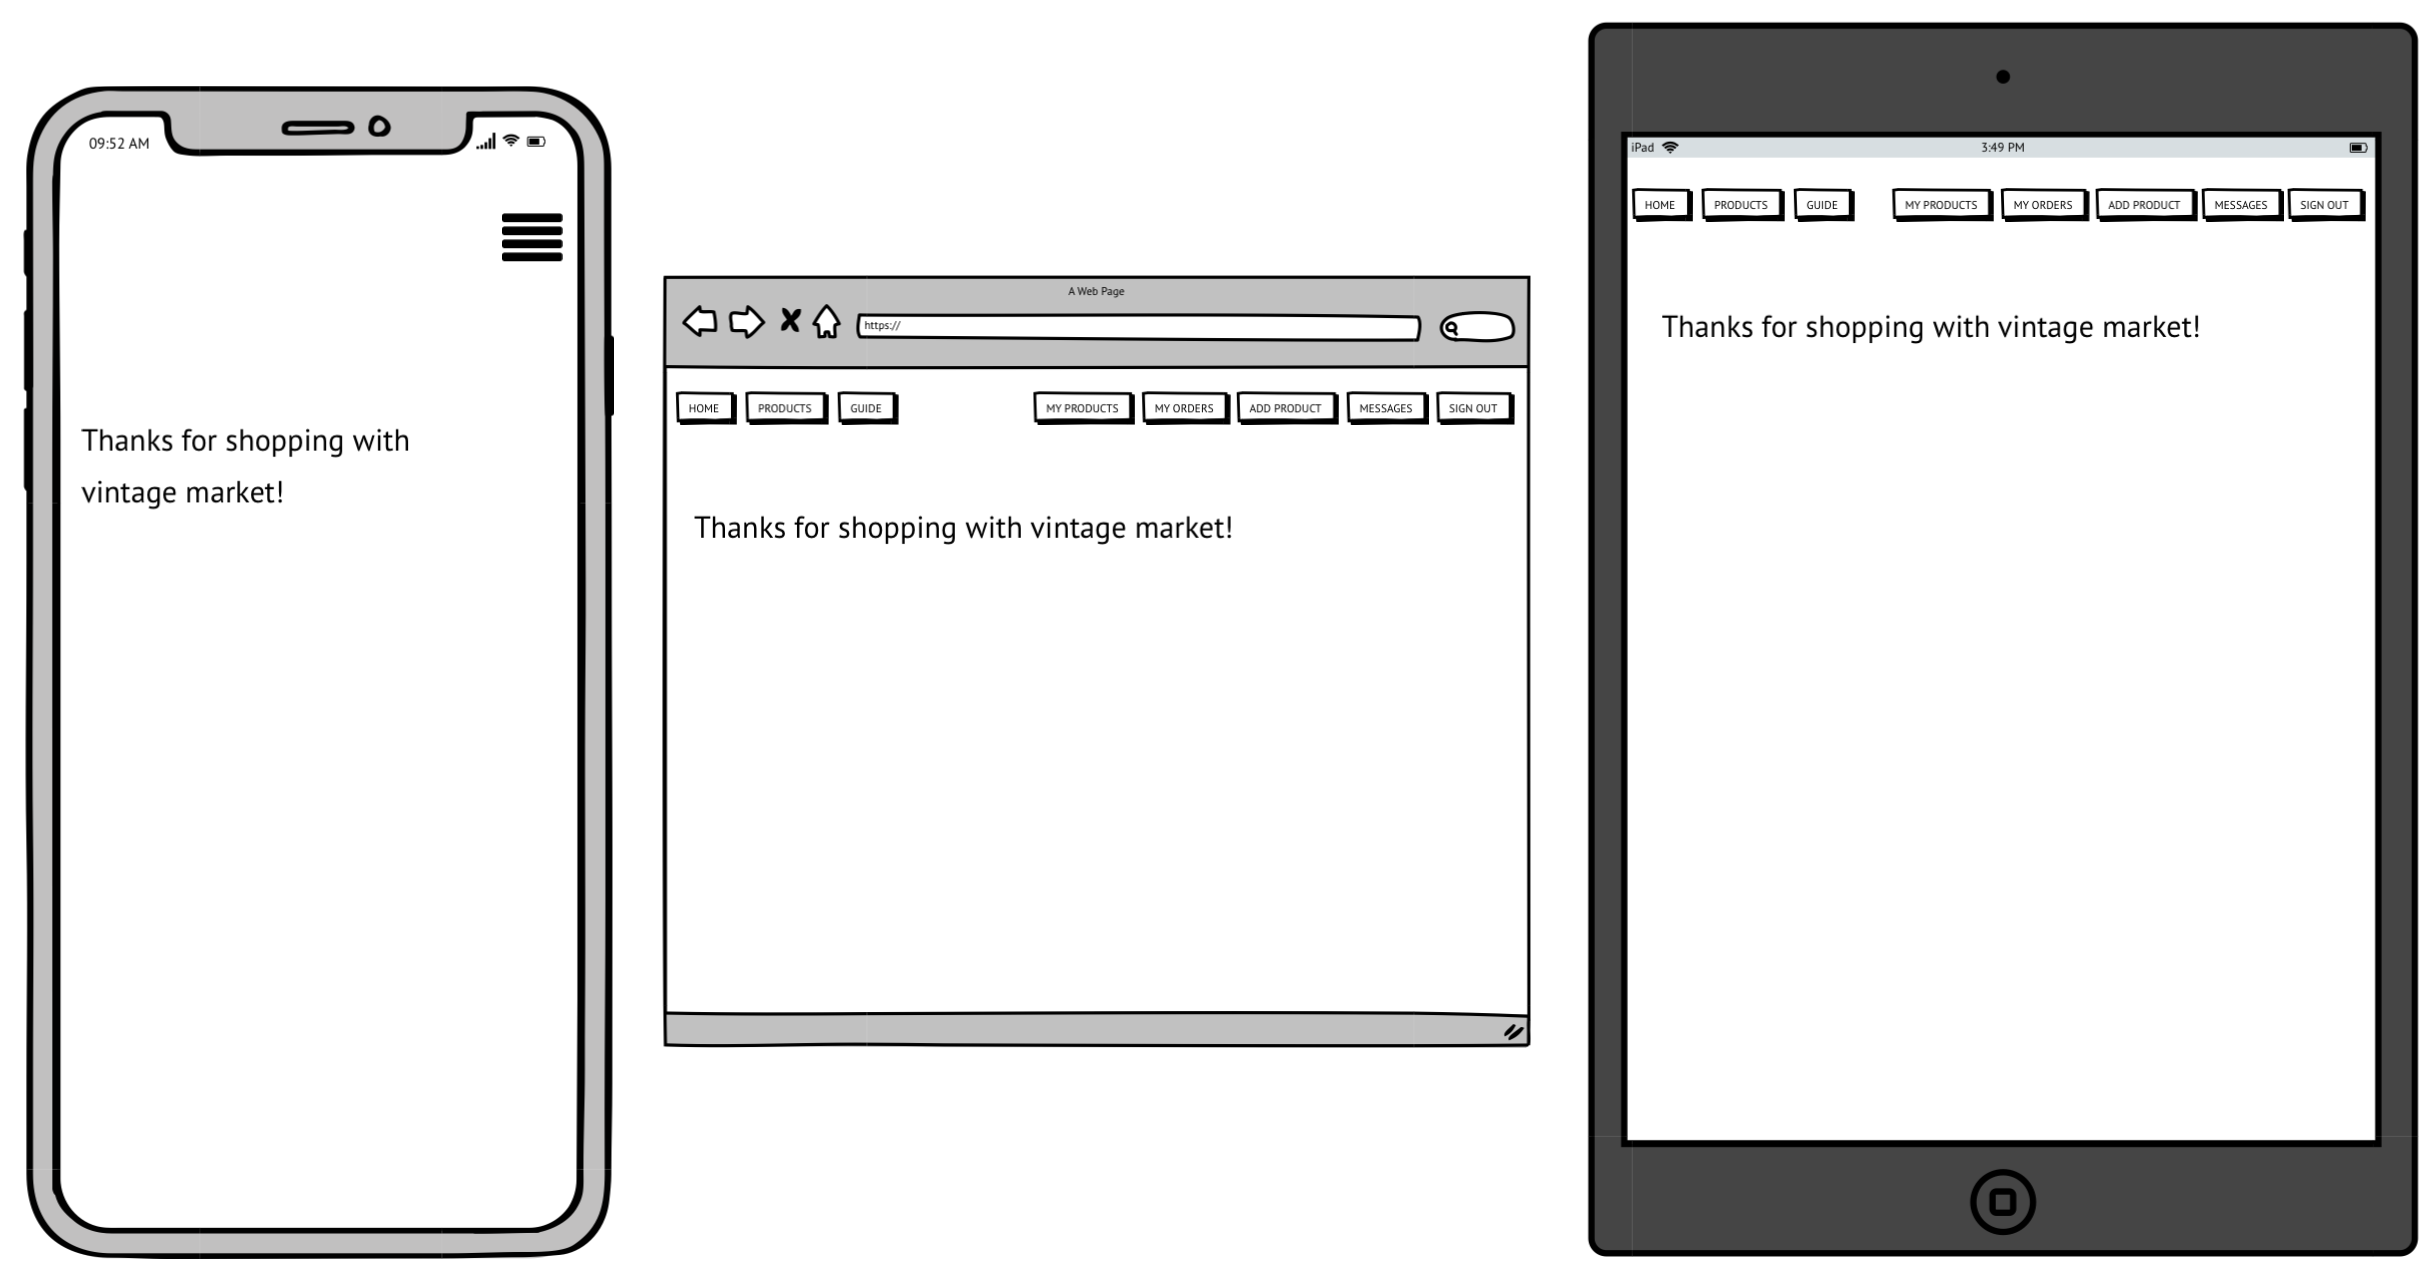 09:52 AM
Thanks for shopping with
vintage market!
A Web Page
https://
HOME PRODUCTS GUIDE MY PRODUCTS MY ORDERS ADD PRODUCT MESSAGES SIGN OUT
Thanks for shopping with vintage market!
iPad 3:49 PM
HOME PRODUCTS GUIDE MY PRODUCTS MY ORDERS ADD PRODUCT MESSAGES SIGN OUT
Thanks for shopping with vintage market!